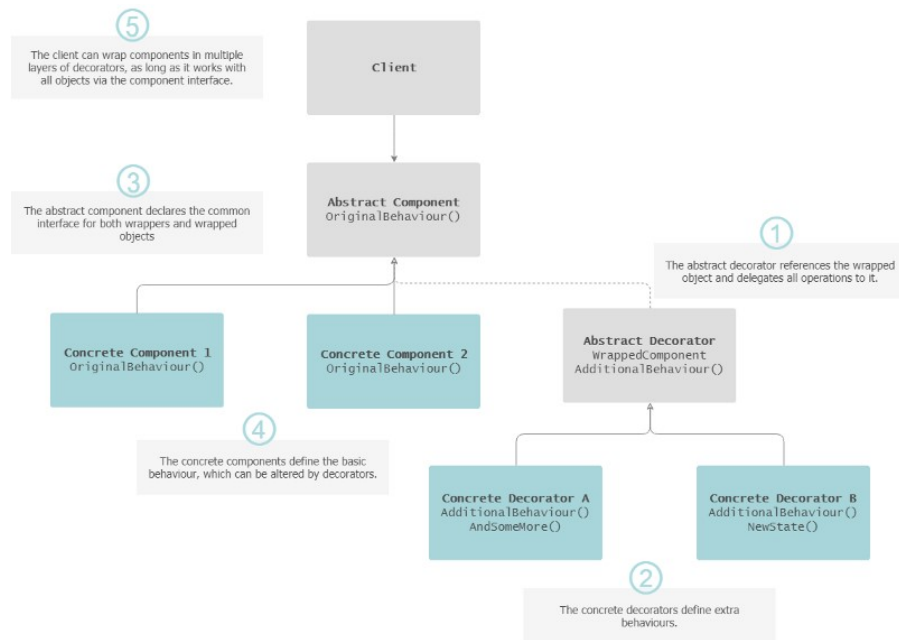 5
The client can wrap components in multiple
layers of decorators, as long as it works with
all objects via the component interface.
Client
3
The abstract component declares the common
interface for both wrappers and wrapped
objects
Abstract Component
OriginalBehaviour()
1
The abstract decorator references the wrapped
object and delegates all operations to it.
Concrete Component 1
OriginalBehaviour()
Concrete Component 2
OriginalBehaviour()
Abstract Decorator
WrappedComponent
AdditionalBehaviour()
4
The concrete components define the basic
behaviour, which can be altered by decorators.
Concrete Decorator A
AdditionalBehaviour()
AndSomeMore()
Concrete Decorator B
AdditionalBehaviour()
NewState()
2
The concrete decorators define extra
behaviours.